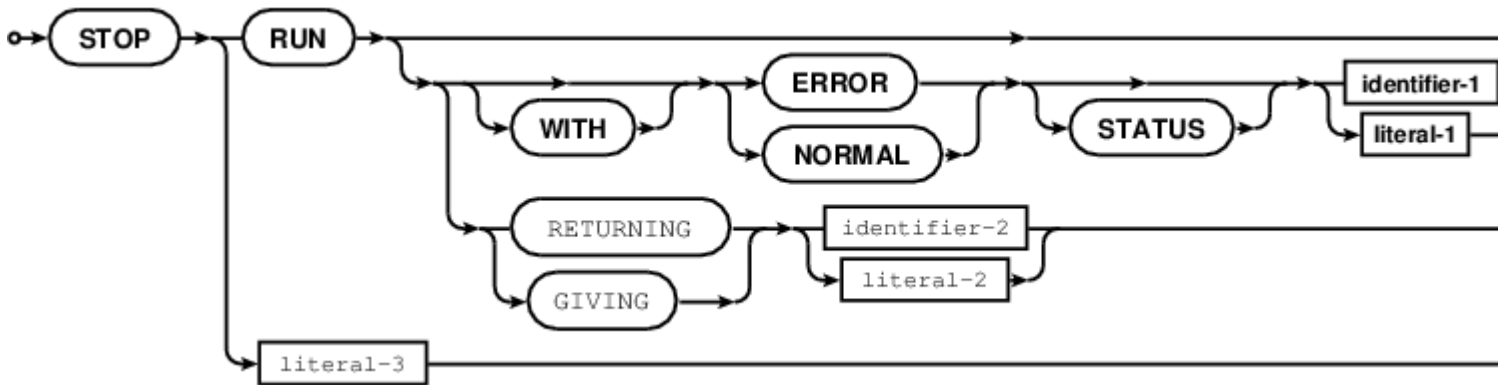 STOP RUN
ERROR identifier-1
WITH STATUS
NORMAL literal-1
RETURNING identifier-2
GIVING literal-2
literal-3